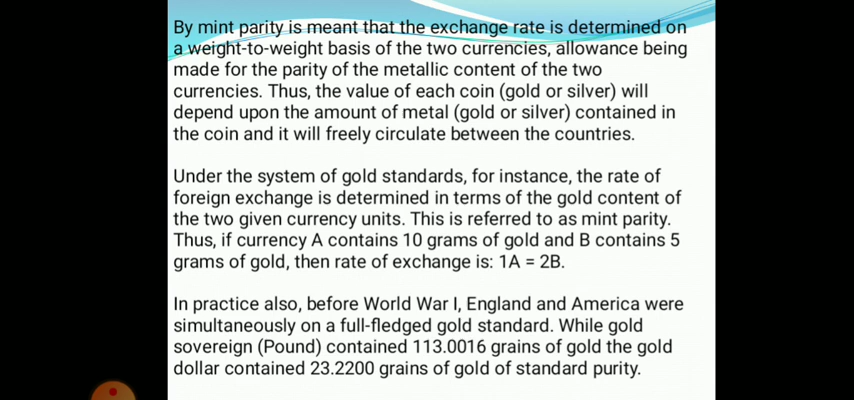 By mint parity is meant that the exchange rate is determined on
a weight-to-weight basis of the two currencies, allowance being
made for the parity of the metallic content of the two
currencies. Thus, the value of each coin (gold or silver) will
depend upon the amount of metal (gold or silver) contained in
the coin and it will freely circulate between the countries.
Under the system of gold standards, for instance, the rate of
foreign exchange is determined in terms of the gold content of
the two given currency units. This is referred to as mint parity.
Thus, if currency A contains 10 grams of gold and B contains 5
grams of gold, then rate of exchange is: 1A = 2B.
In practice also, before World War I, England and America were
simultaneously on a full-fledged gold standard. While gold
sovereign (Pound) contained 113.0016 grains of gold the gold
dollar contained 23.2200 grains of gold of standard purity.